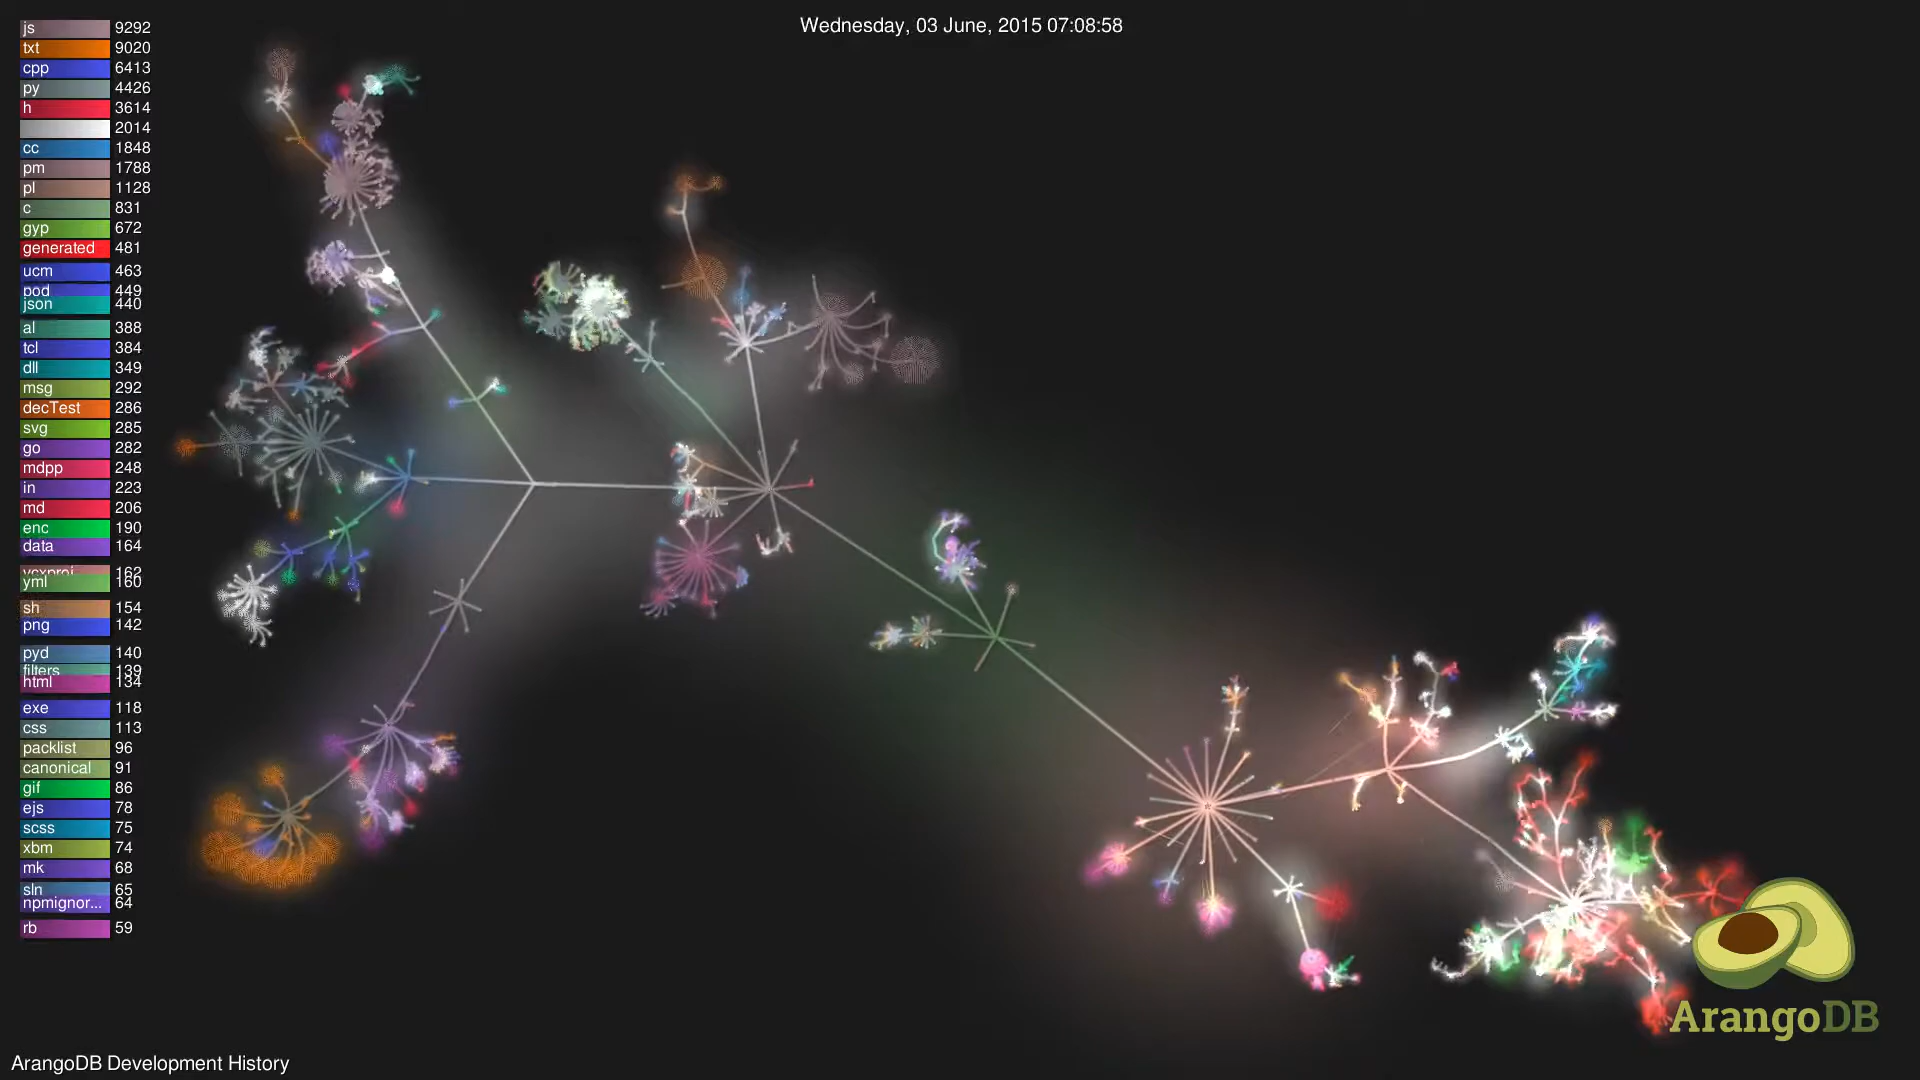 Wednesday, 03 June, 2015 07:08:58
js 9292
txt 9020
cpp 6413
py 4426
h 3614
2014
cc 1848
pm 1788
pl 1128
c 831
gyp 672
generated 481
ucm 463
pod 449
json 440
al 388
tcl 384
dll 349
msg 292
decTest 286
svg 285
go 282
mdpp 248
in 223
md 206
enc 190
data 164
vcxproj 162
yml 160
sh 154
png 142
pyd 140
filters 139
html 134
exe 118
css 113
packlist 96
canonical 91
gif 86
ejs 78
scss 75
xbm 74
mk 68
sln 65
npmignor... 64
rb 59
ArangoDB
ArangoDB Development History